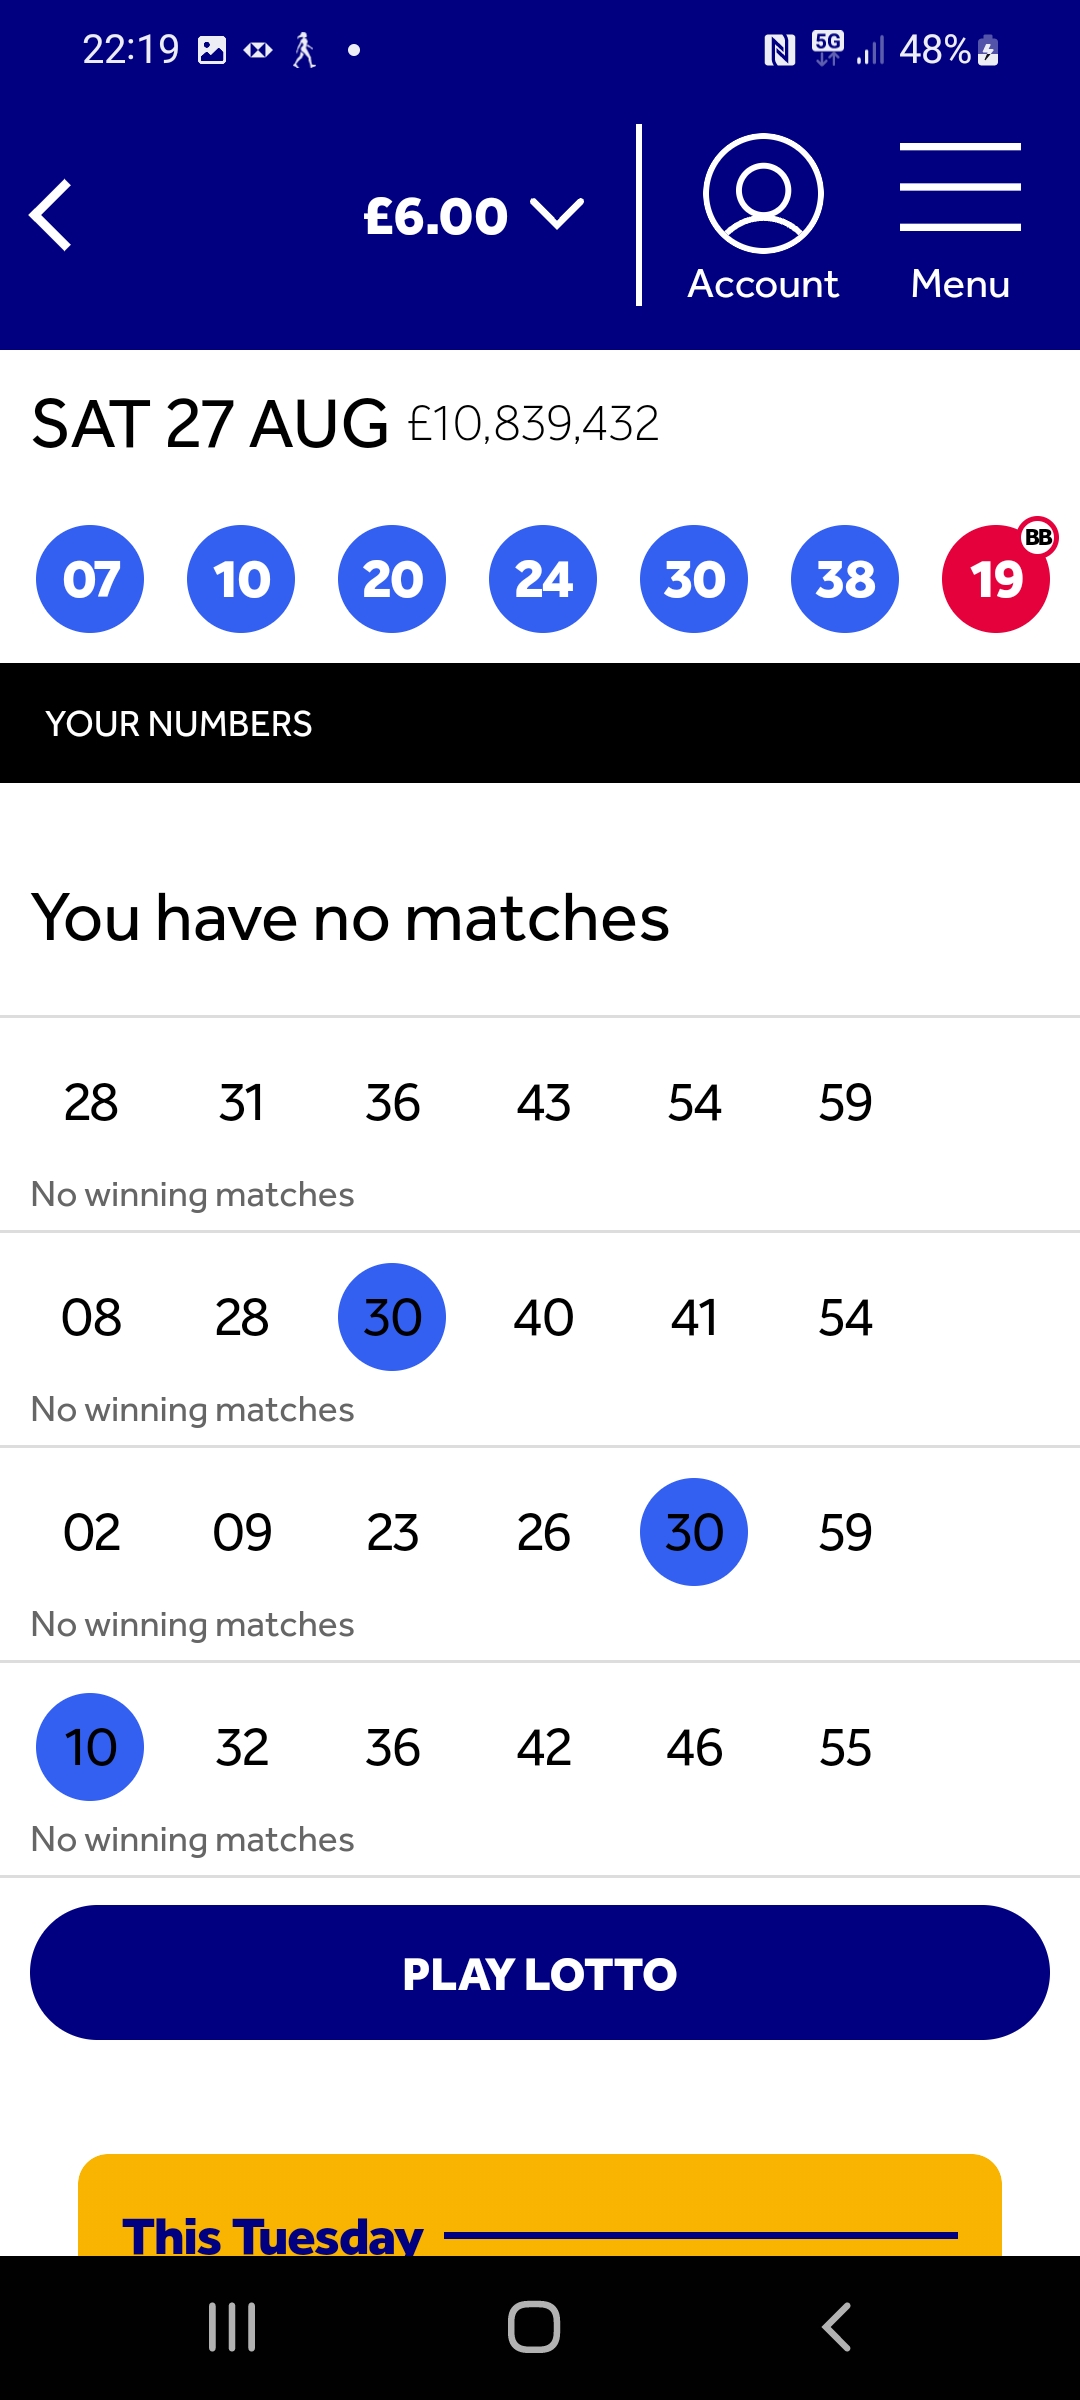 22:19 5G 48%
£6.00
Account Menu
SAT 27 AUG £10,839,432
07 10 20 24 30 38 19 BB
YOUR NUMBERS
You have no matches
28 31 36 43 54 59
No winning matches
08 28 30 40 41 54
No winning matches
02 09 23 26 30 59
No winning matches
10 32 36 42 46 55
No winning matches
PLAY LOTTO
This Tuesday